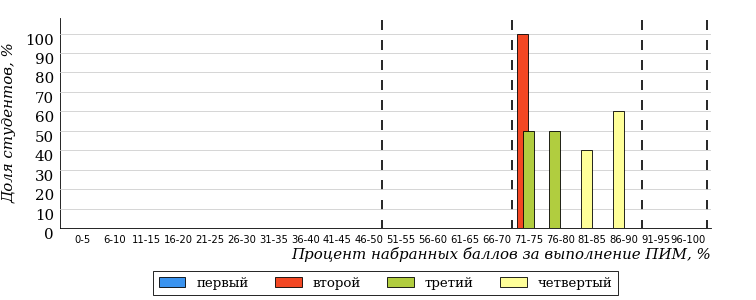 Доля студентов, %
100
90
80
70
60
50
40
30
20
10
0
0-5 6-10 11-15 16-20 21-25 26-30 31-35 36-40 41-45 46-50 51-55 56-60 61-65 66-70 71-75 76-80 81-85 86-90 91-95 96-100
Процент набранных баллов за выполнение ПИМ, %
первый второй третий четвертый